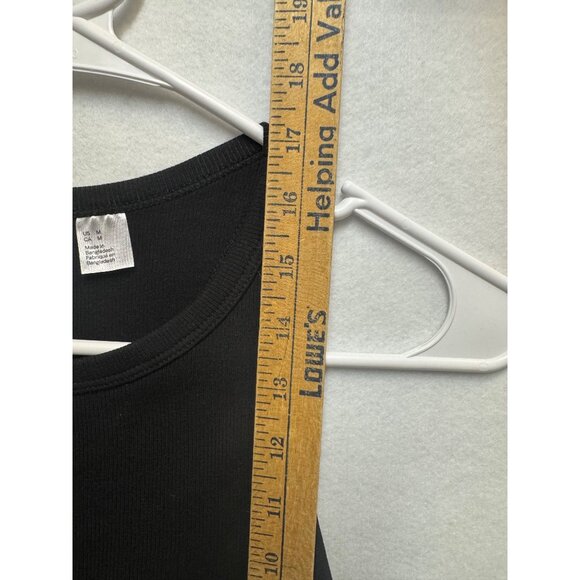 US M
CA M
Made in
Bangladesh
Fabriqué en
Bangladesh
19
18
17
16
15
14
13
12
11
10
LOWE'S
Helping Add Val